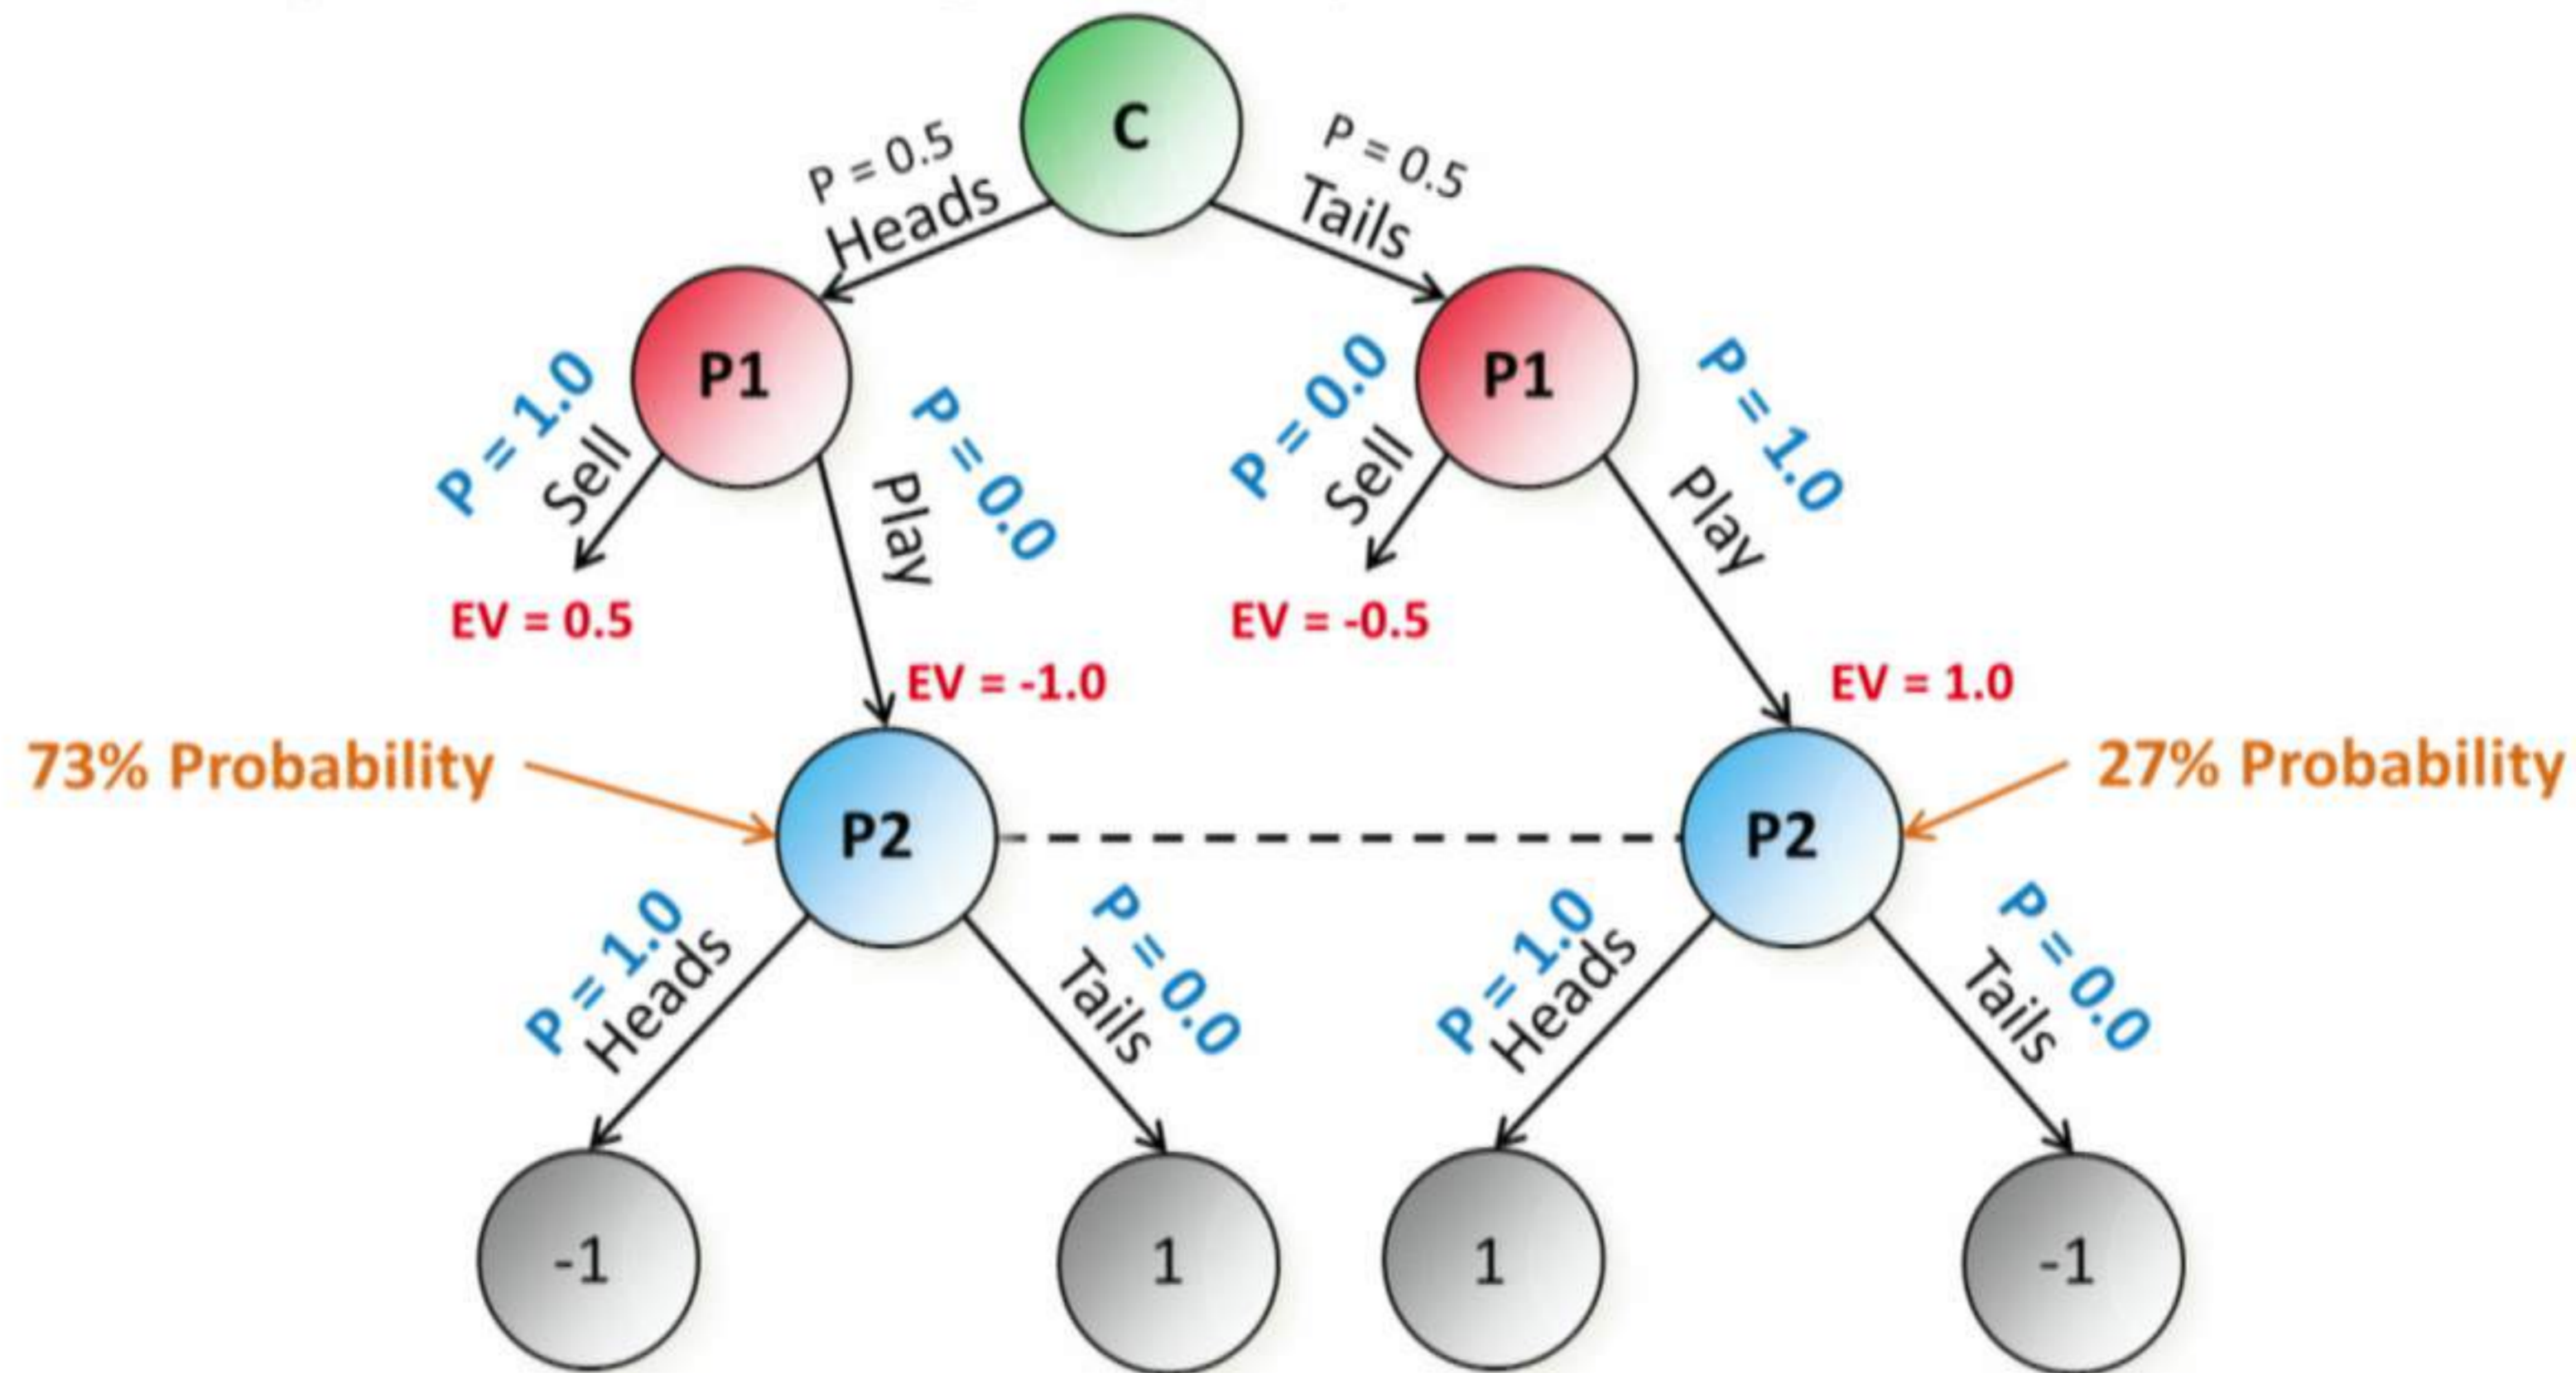 C
P = 0.5
Heads
P = 0.5
Tails
P1
P1
P = 1.0
Sell
P = 0.0
Play
P = 0.0
Sell
P = 1.0
Play
EV = 0.5
EV = -1.0
EV = -0.5
EV = 1.0
73% Probability
P2
P2
27% Probability
P = 1.0
Heads
P = 0.0
Tails
P = 1.0
Heads
P = 0.0
Tails
-1
1
1
-1